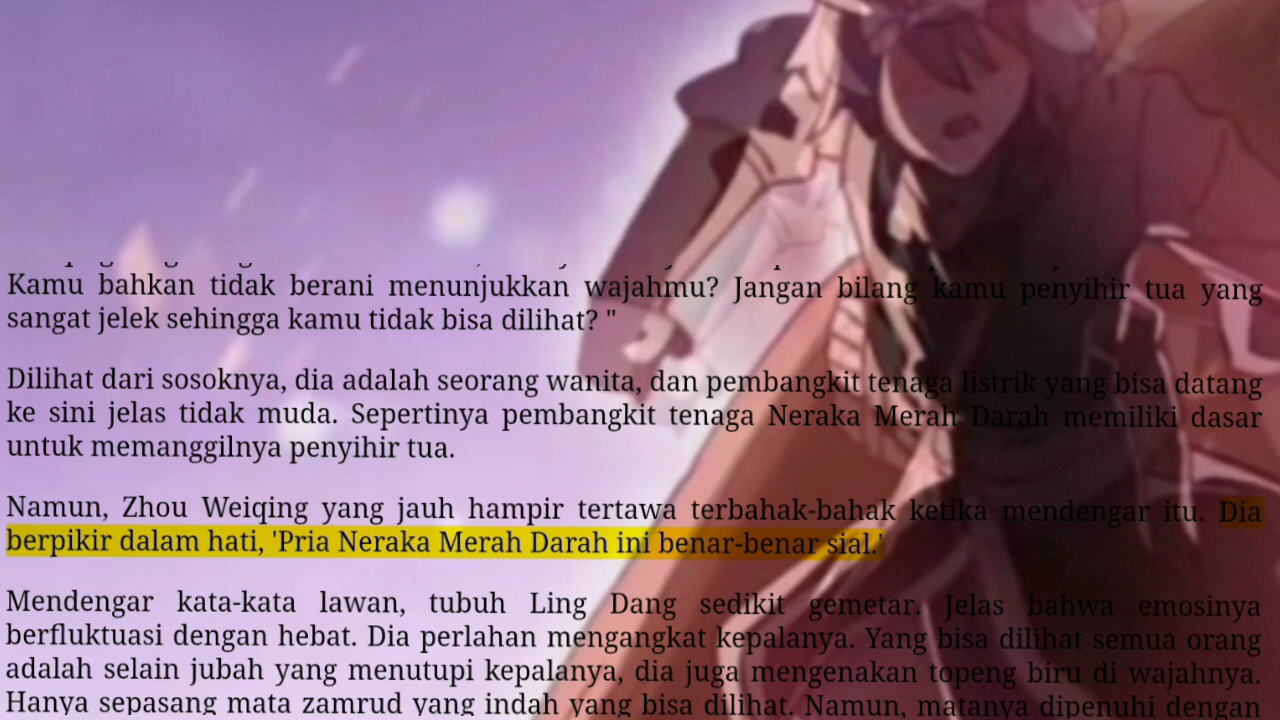 Kamu bahkan tidak berani menunjukkan wajahmu? Jangan bilang kamu penyihir tua yang
sangat jelek sehingga kamu tidak bisa dilihat? "
Dilihat dari sosoknya, dia adalah seorang wanita, dan pembangkit tenaga listrik yang bisa datang
ke sini jelas tidak muda. Sepertinya pembangkit tenaga Neraka Merah Darah memiliki dasar
untuk memanggilnya penyihir tua.
Namun, Zhou Weiqing yang jauh hampir tertawa terbahak-bahak ketika mendengar itu. Dia
berpikir dalam hati, 'Pria Neraka Merah Darah ini benar-benar sial.'
Mendengar kata-kata lawan, tubuh Ling Dang sedikit gemetar. Jelas bahwa emosinya
berfluktuasi dengan hebat. Dia perlahan mengangkat kepalanya. Yang bisa dilihat semua orang
adalah selain jubah yang menutupi kepalanya, dia juga mengenakan topeng biru di wajahnya.
Hanya sepasang mata zamrud yang indah yang bisa dilihat. Namun, matanya dipenuhi dengan